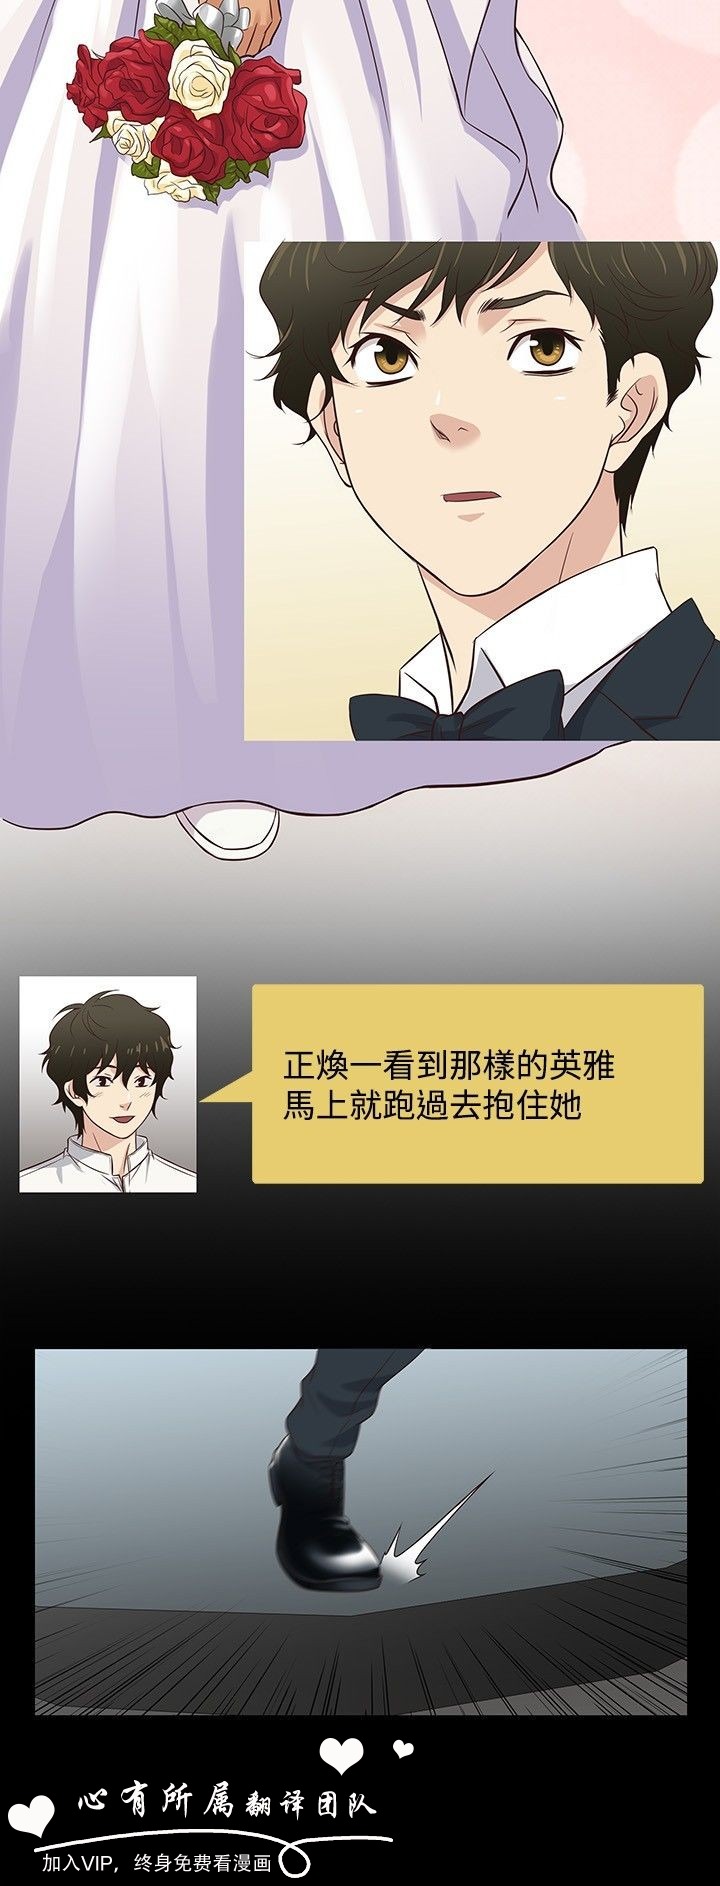 正煥一看到那樣的英雅
馬上就跑過去抱住她
心有所属翻译团队
加入VIP，终身免费看漫画